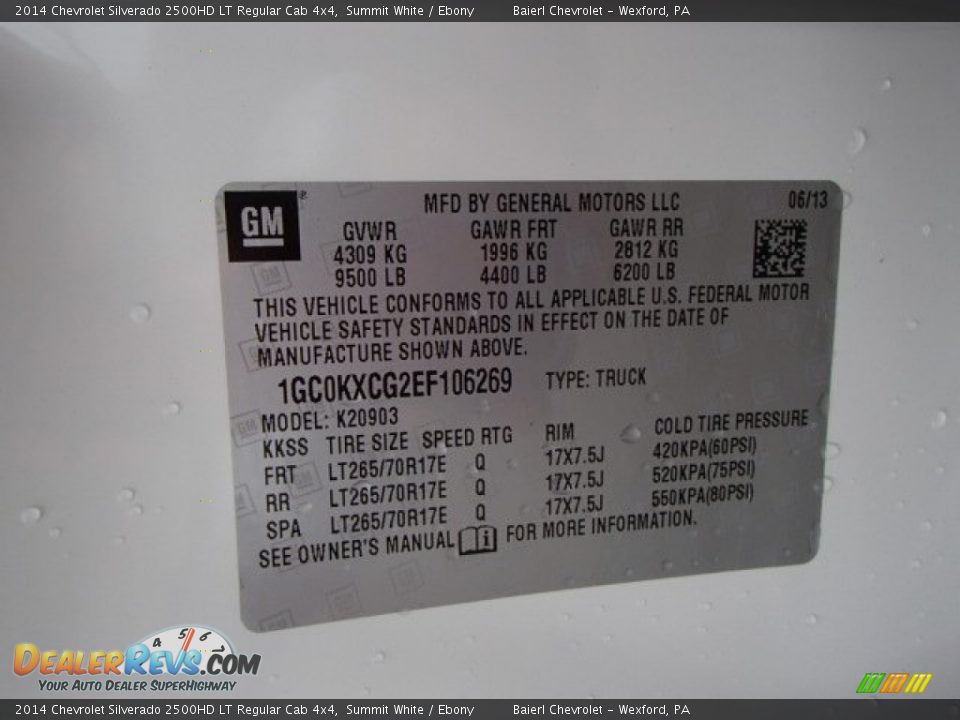 2014 Chevrolet Silverado 2500HD LT Regular Cab 4x4, Summit White / Ebony Baierl Chevrolet - Wexford, PA
GM ®
MFD BY GENERAL MOTORS LLC 06/13
GVWR GAWR FRT GAWR RR
4309 KG 1996 KG 2812 KG
9500 LB 4400 LB 6200 LB
THIS VEHICLE CONFORMS TO ALL APPLICABLE U.S. FEDERAL MOTOR
VEHICLE SAFETY STANDARDS IN EFFECT ON THE DATE OF
MANUFACTURE SHOWN ABOVE.
1GC0KXCG2EF106269 TYPE: TRUCK
MODEL: K20903
KKSS TIRE SIZE SPEED RTG RIM COLD TIRE PRESSURE
FRT LT265/70R17E Q 17X7.5J 420KPA(60PSI)
RR LT265/70R17E Q 17X7.5J 520KPA(75PSI)
SPA LT265/70R17E Q 17X7.5J 550KPA(80PSI)
SEE OWNER'S MANUAL i FOR MORE INFORMATION.
4 5 6 7
DEALERREVS.COM
YOUR AUTO DEALER SUPERHIGHWAY
2014 Chevrolet Silverado 2500HD LT Regular Cab 4x4, Summit White / Ebony Baierl Chevrolet - Wexford, PA